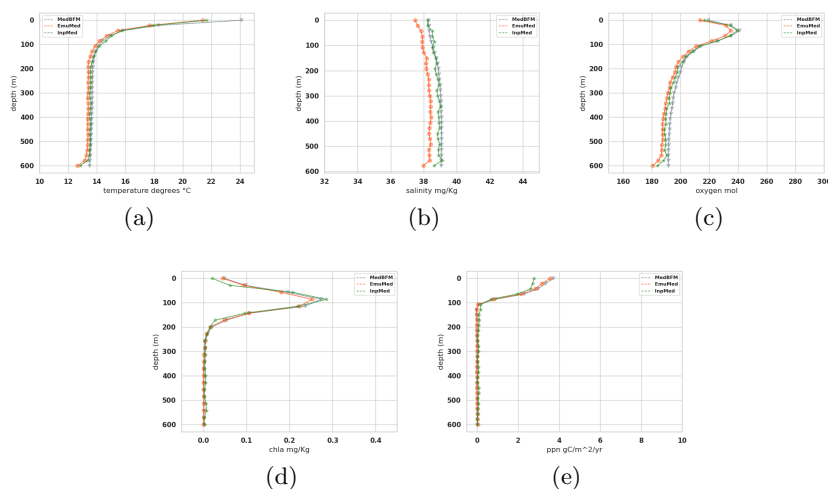 MedBFM
EmuMed
InpMed
0
100
200
300
400
500
600
depth (m)
10
12
14
16
18
20
22
24
temperature degrees °C
(a)
MedBFM
EmuMed
InpMed
0
100
200
300
400
500
600
depth (m)
32
34
36
38
40
42
44
salinity mg/Kg
(b)
MedBFM
EmuMed
InpMed
0
100
200
300
400
500
600
depth (m)
160
180
200
220
240
260
280
300
oxygen mol
(c)
MedBFM
EmuMed
InpMed
0
100
200
300
400
500
600
depth (m)
0.0
0.1
0.2
0.3
0.4
chla mg/Kg
(d)
MedBFM
EmuMed
InpMed
0
100
200
300
400
500
600
depth (m)
0
2
4
6
8
10
ppn gC/m^2/yr
(e)